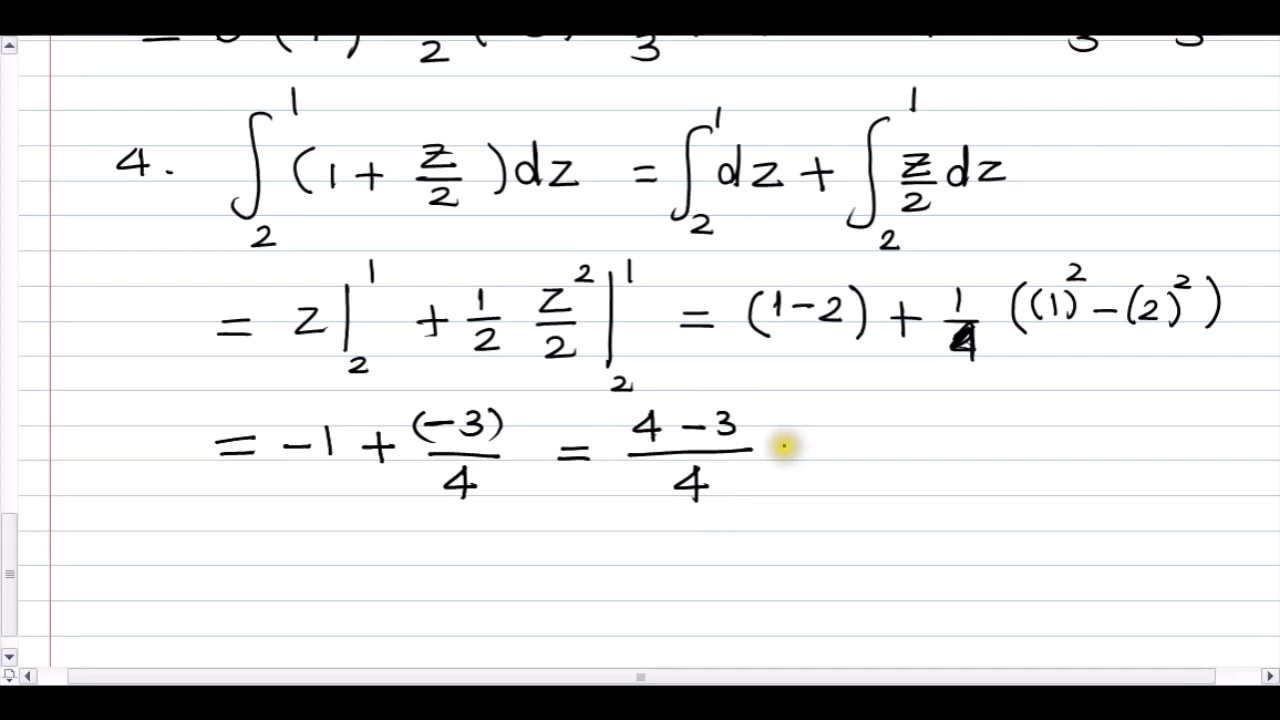 4. ∫₂¹ (1 + z/2) dz = ∫₂¹ dz + ∫₂¹ z/2 dz
= z|₂¹ + 1/2 z²/2 |₂¹ = (1 - 2) + 1/4 ((1)² - (2)²)
= -1 + (-3)/4 = 4 - 3/4